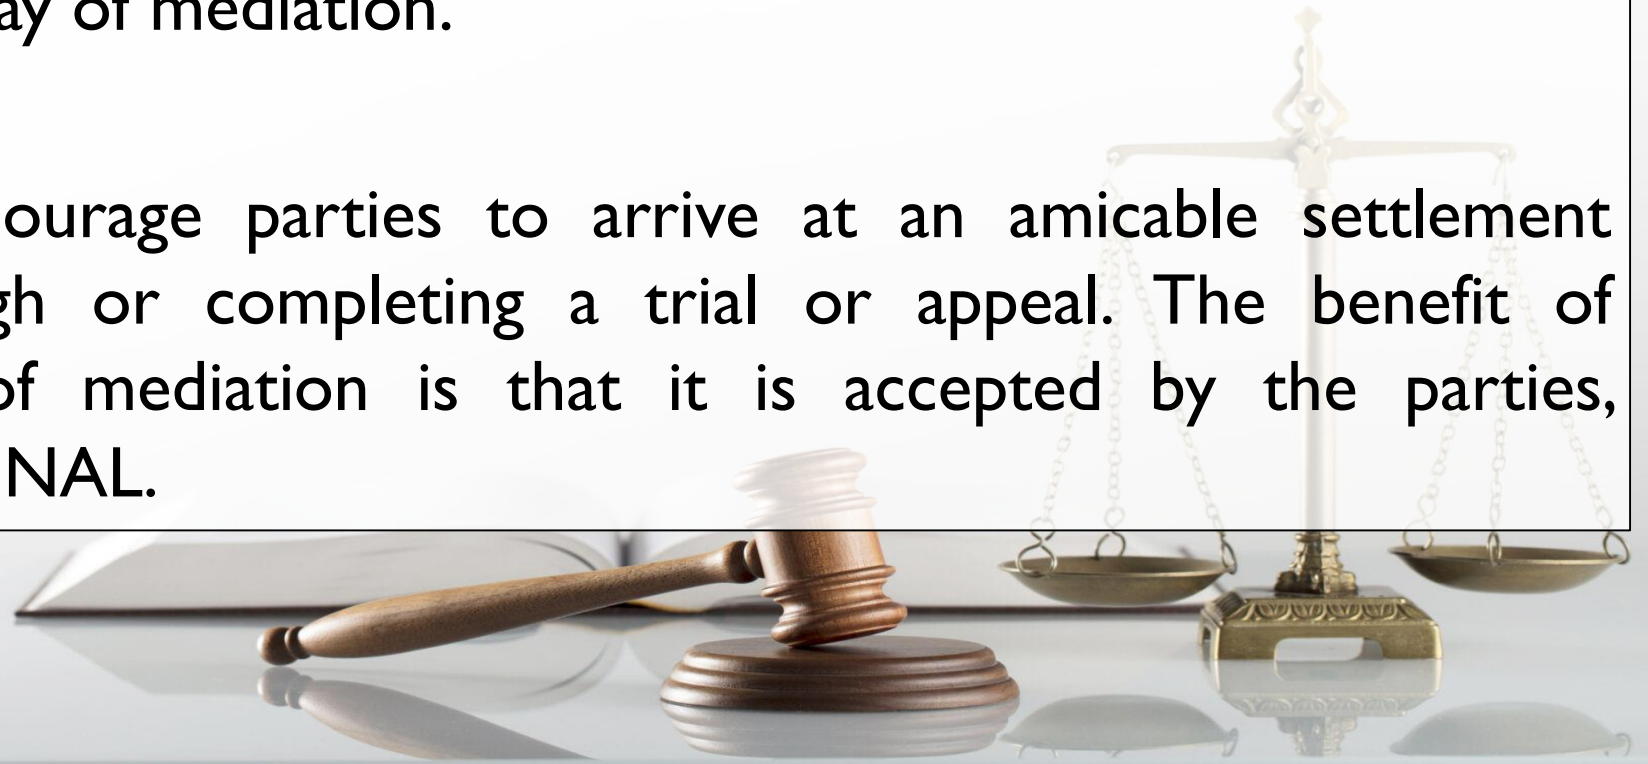 ay of mediation.
ourage parties to arrive at an amicable settlement
gh or completing a trial or appeal. The benefit of
of mediation is that it is accepted by the parties,
NAL.